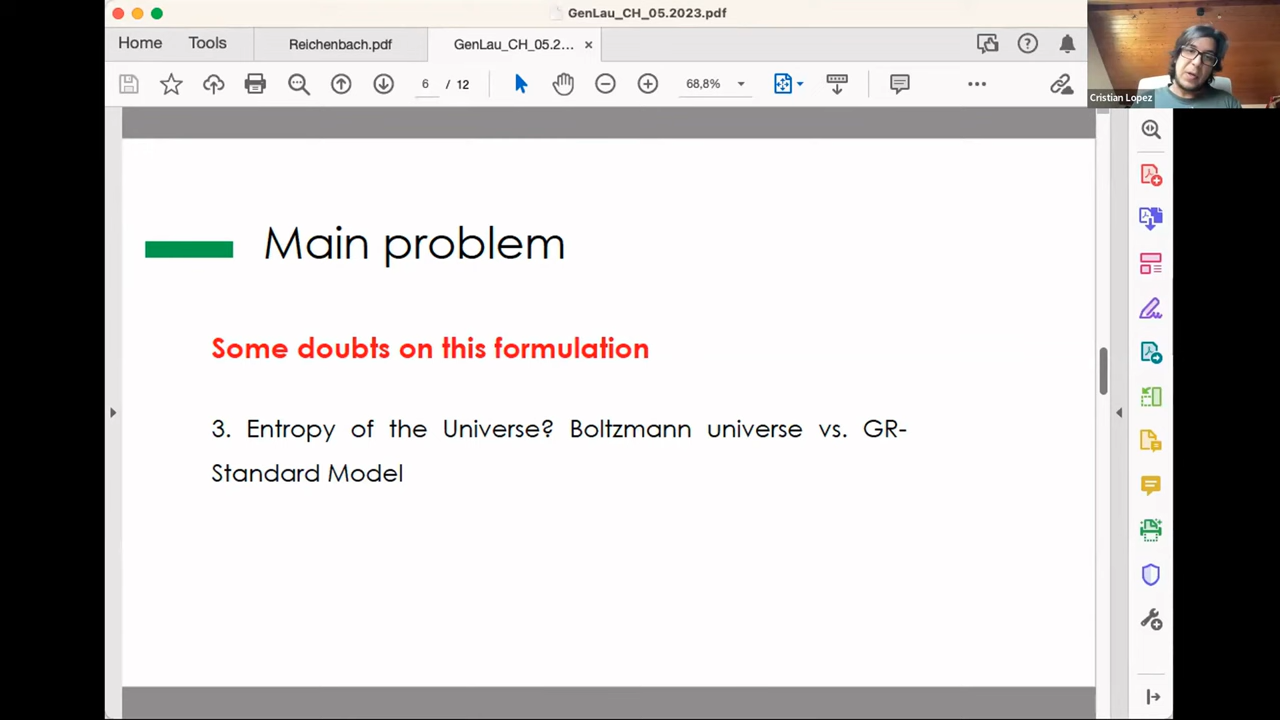 GenLau_CH_05.2023.pdf
Home Tools Reichenbach.pdf GenLau_CH_05.2... ×
6 / 12 68,8%
Cristian Lopez
Main problem
Some doubts on this formulation
3. Entropy of the Universe? Boltzmann universe vs. GR-
Standard Model